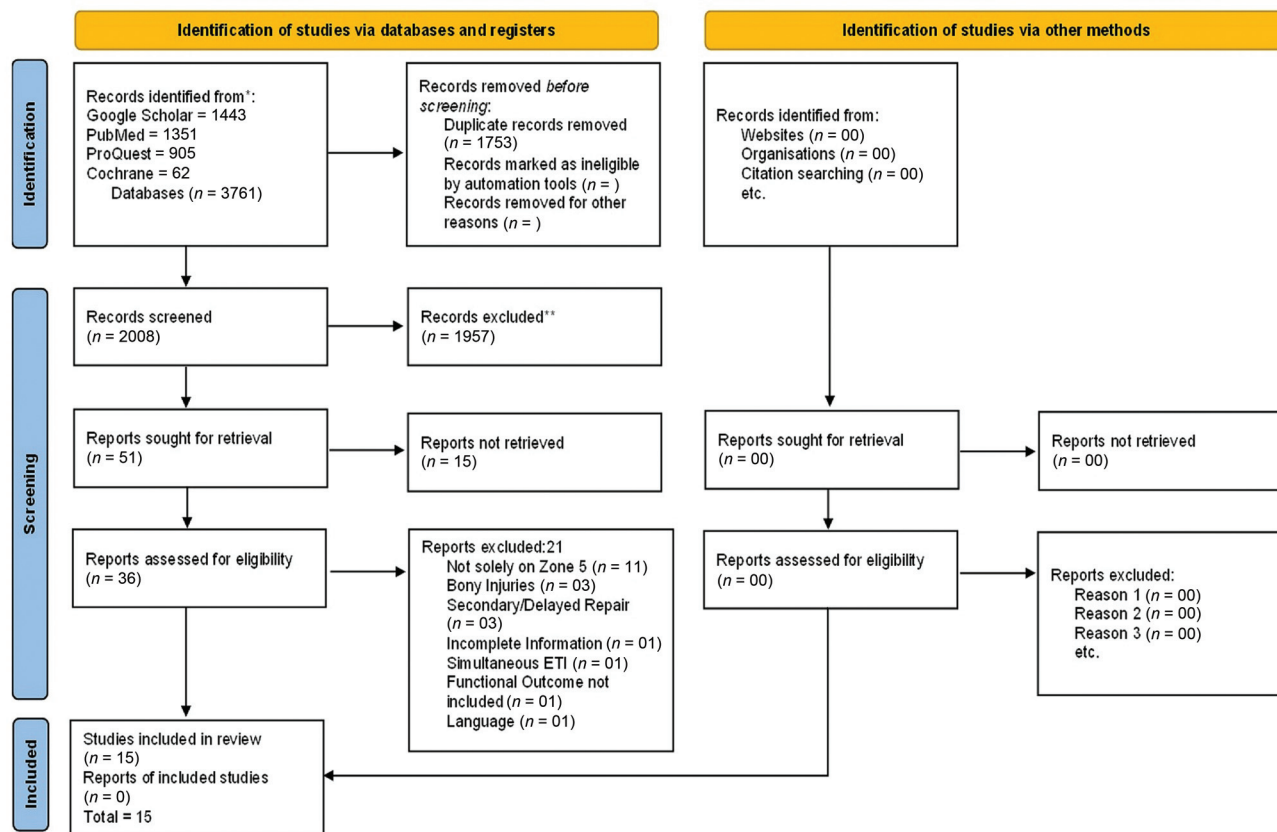 Identification of studies via databases and registers
Identification of studies via other methods
Identification
Records identified from*:
Google Scholar = 1443
PubMed = 1351
ProQuest = 905
Cochrane = 62
Databases (n = 3761)
Records removed before
screening:
Duplicate records removed
(n = 1753)
Records marked as ineligible
by automation tools (n = )
Records removed for other
reasons (n = )
Records identified from:
Websites (n = 00)
Organisations (n = 00)
Citation searching (n = 00)
etc.
Screening
Records screened
(n = 2008)
Records excluded**
(n = 1957)
Reports sought for retrieval
(n = 51)
Reports not retrieved
(n = 15)
Reports sought for retrieval
(n = 00)
Reports not retrieved
(n = 00)
Reports assessed for eligibility
(n = 36)
Reports excluded:21
Not solely on Zone 5 (n = 11)
Bony Injuries (n = 03)
Secondary/Delayed Repair
(n = 03)
Incomplete Information (n = 01)
Simultaneous ETI (n = 01)
Functional Outcome not
included (n = 01)
Language (n = 01)
Reports assessed for eligibility
(n = 00)
Reports excluded:
Reason 1 (n = 00)
Reason 2 (n = 00)
Reason 3 (n = 00)
etc.
Included
Studies included in review
(n = 15)
Reports of included studies
(n = 0)
Total = 15